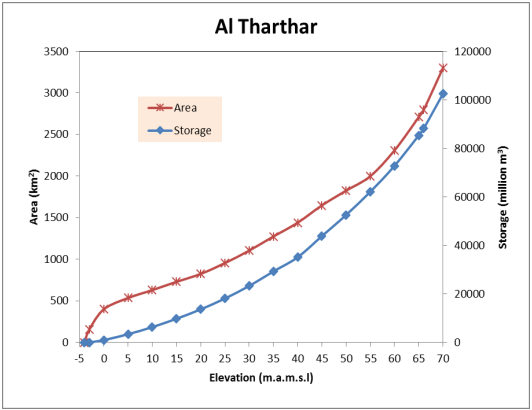 Al Tharthar
Area
Storage
Area (km²)
3500
3000
2500
2000
1500
1000
500
0
Storage (million m³)
120000
100000
80000
60000
40000
20000
0
-5 0 5 10 15 20 25 30 35 40 45 50 55 60 65 70
Elevation (m.a.m.s.l)